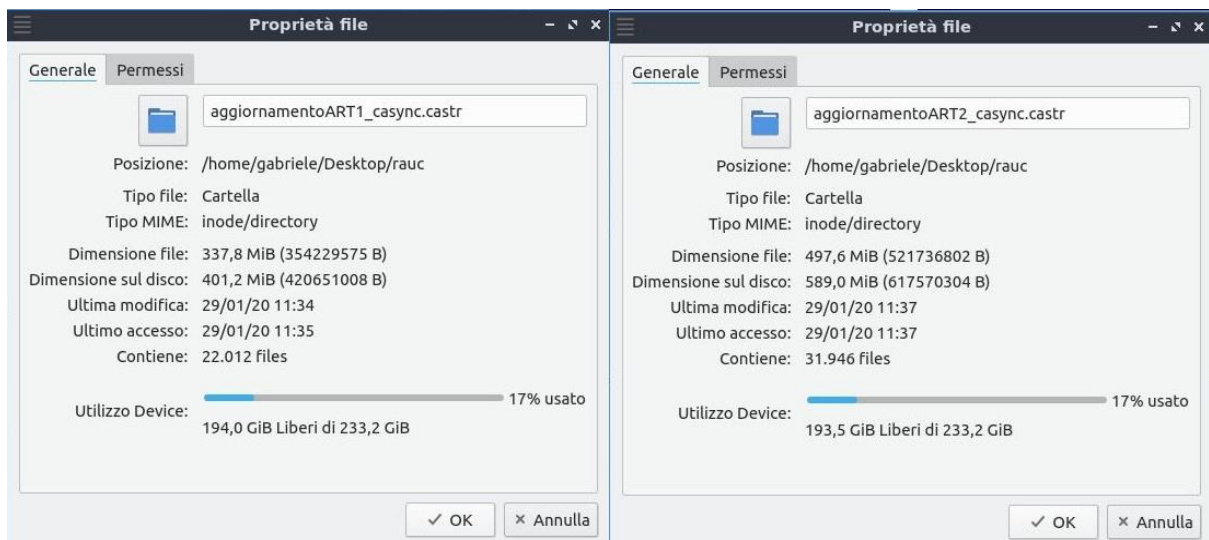 Proprietà file
Generale Permessi
aggiornamentoART1_casync.castr
Posizione: /home/gabriele/Desktop/rauc
Tipo file: Cartella
Tipo MIME: inode/directory
Dimensione file: 337,8 MiB (354229575 B)
Dimensione sul disco: 401,2 MiB (420651008 B)
Ultima modifica: 29/01/20 11:34
Ultimo accesso: 29/01/20 11:35
Contiene: 22.012 files
Utilizzo Device: 17% usato
194,0 GiB Liberi di 233,2 GiB
OK Annulla
Proprietà file
Generale Permessi
aggiornamentoART2_casync.castr
Posizione: /home/gabriele/Desktop/rauc
Tipo file: Cartella
Tipo MIME: inode/directory
Dimensione file: 497,6 MiB (521736802 B)
Dimensione sul disco: 589,0 MiB (617570304 B)
Ultima modifica: 29/01/20 11:37
Ultimo accesso: 29/01/20 11:37
Contiene: 31.946 files
Utilizzo Device: 17% usato
193,5 GiB Liberi di 233,2 GiB
OK Annulla